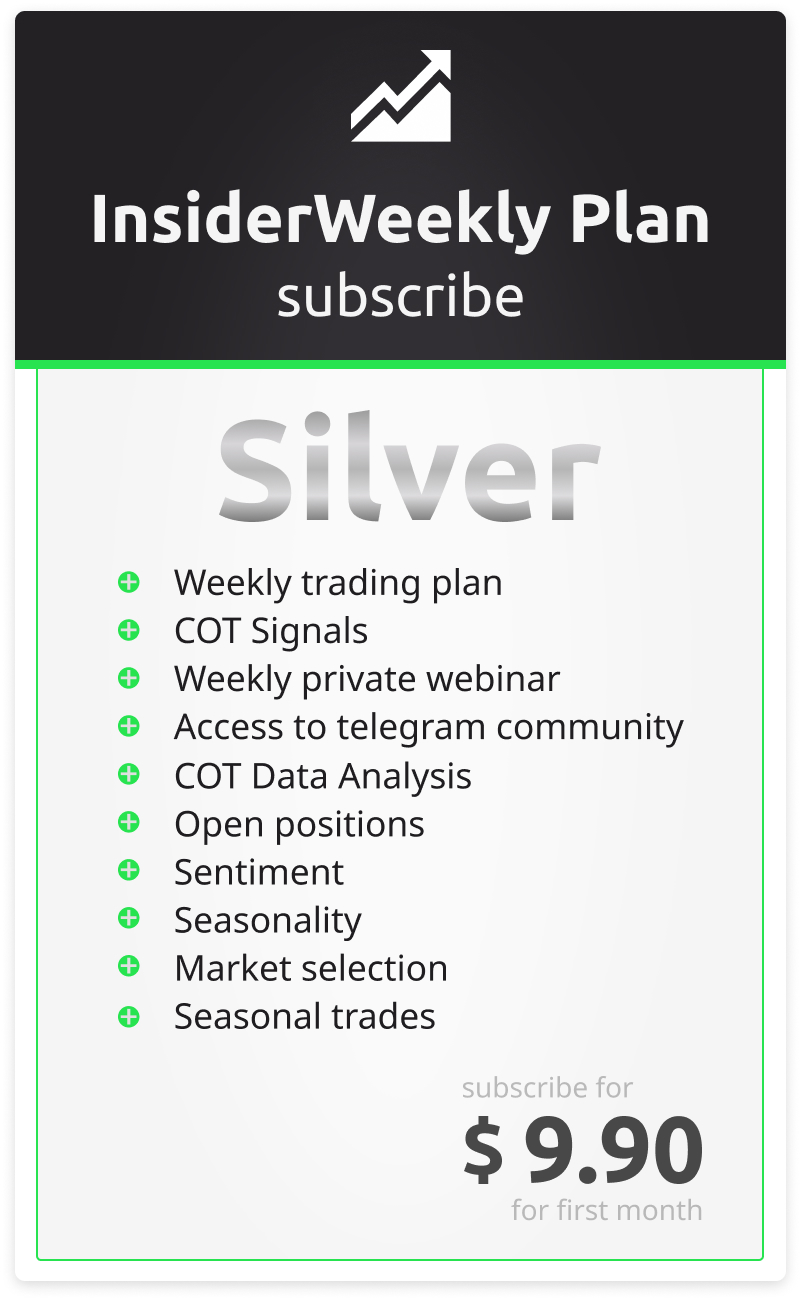 InsiderWeekly Plan
subscribe
Silver
Weekly trading plan
COT Signals
Weekly private webinar
Access to telegram community
COT Data Analysis
Open positions
Sentiment
Seasonality
Market selection
Seasonal trades
subscribe for
$ 9.90
for first month